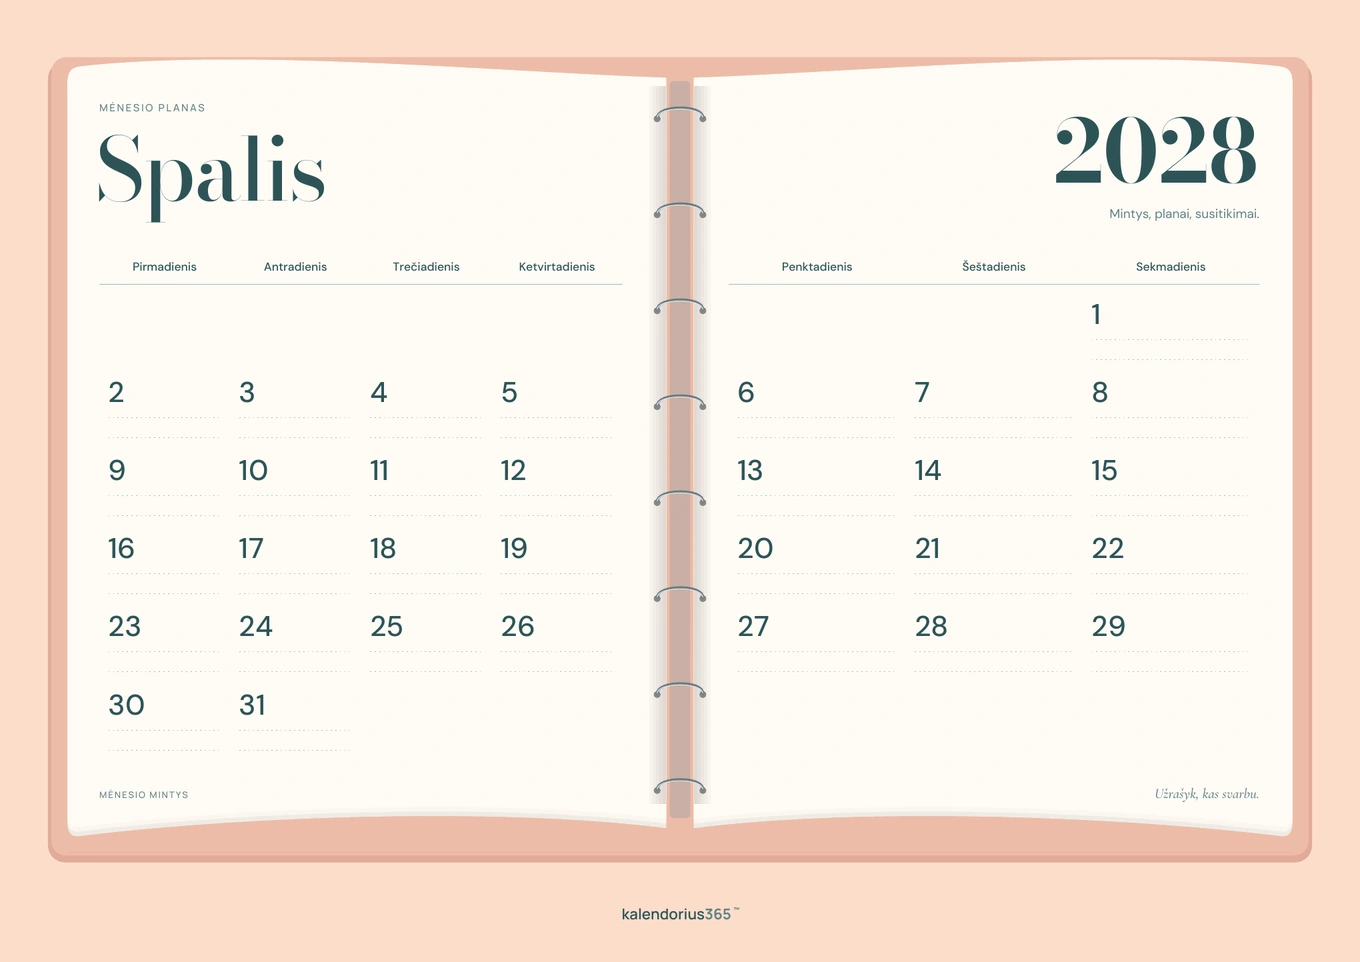 MĖNESIO PLANAS
Spalis
2028
Mintys, planai, susitikimai.
Pirmadienis Antradienis Trečiadienis Ketvirtadienis Penktadienis Šeštadienis Sekmadienis
1
2 3 4 5 6 7 8
9 10 11 12 13 14 15
16 17 18 19 20 21 22
23 24 25 26 27 28 29
30 31
MĖNESIO MINTYS
Užrašyk, kas svarbu.
kalendorius365™